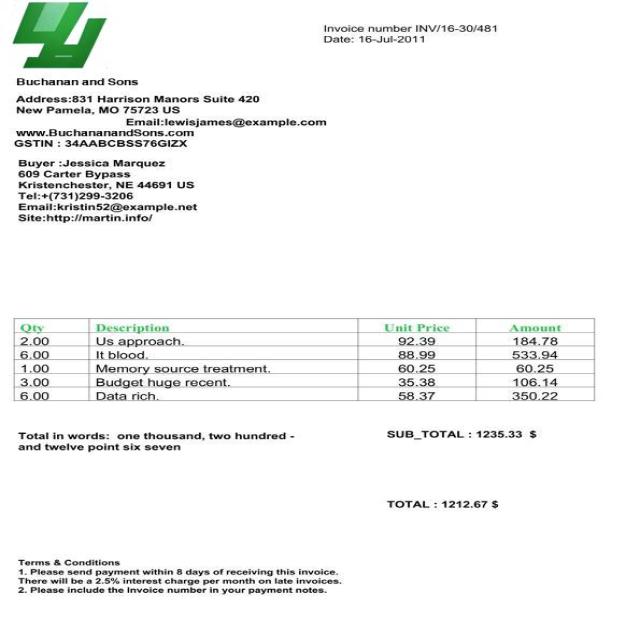 Invoice number INV/16-30/481
Date: 16-Jul-2011
Buchanan and Sons
Address:831 Harrison Manors Suite 420
New Pamela, MO 75723 US
Email:lewisjames@example.com
www.BuchananandSons.com
GSTIN : 34AABCBSS76GIZX
Buyer :Jessica Marquez
609 Carter Bypass
Kristenchester, NE 44691 US
Tel:+(731)299-3206
Email:kristin52@example.net
Site:http://martin.info/
Qty Description Unit Price Amount
2.00 Us approach. 92.39 184.78
6.00 It blood. 88.99 533.94
1.00 Memory source treatment. 60.25 60.25
3.00 Budget huge recent. 35.38 106.14
6.00 Data rich. 58.37 350.22
Total in words: one thousand, two hundred -
and twelve point six seven
SUB_TOTAL : 1235.33 $
TOTAL : 1212.67 $
Terms & Conditions
1. Please send payment within 8 days of receiving this invoice.
There will be a 2.5% interest charge per month on late invoices.
2. Please include the Invoice number in your payment notes.